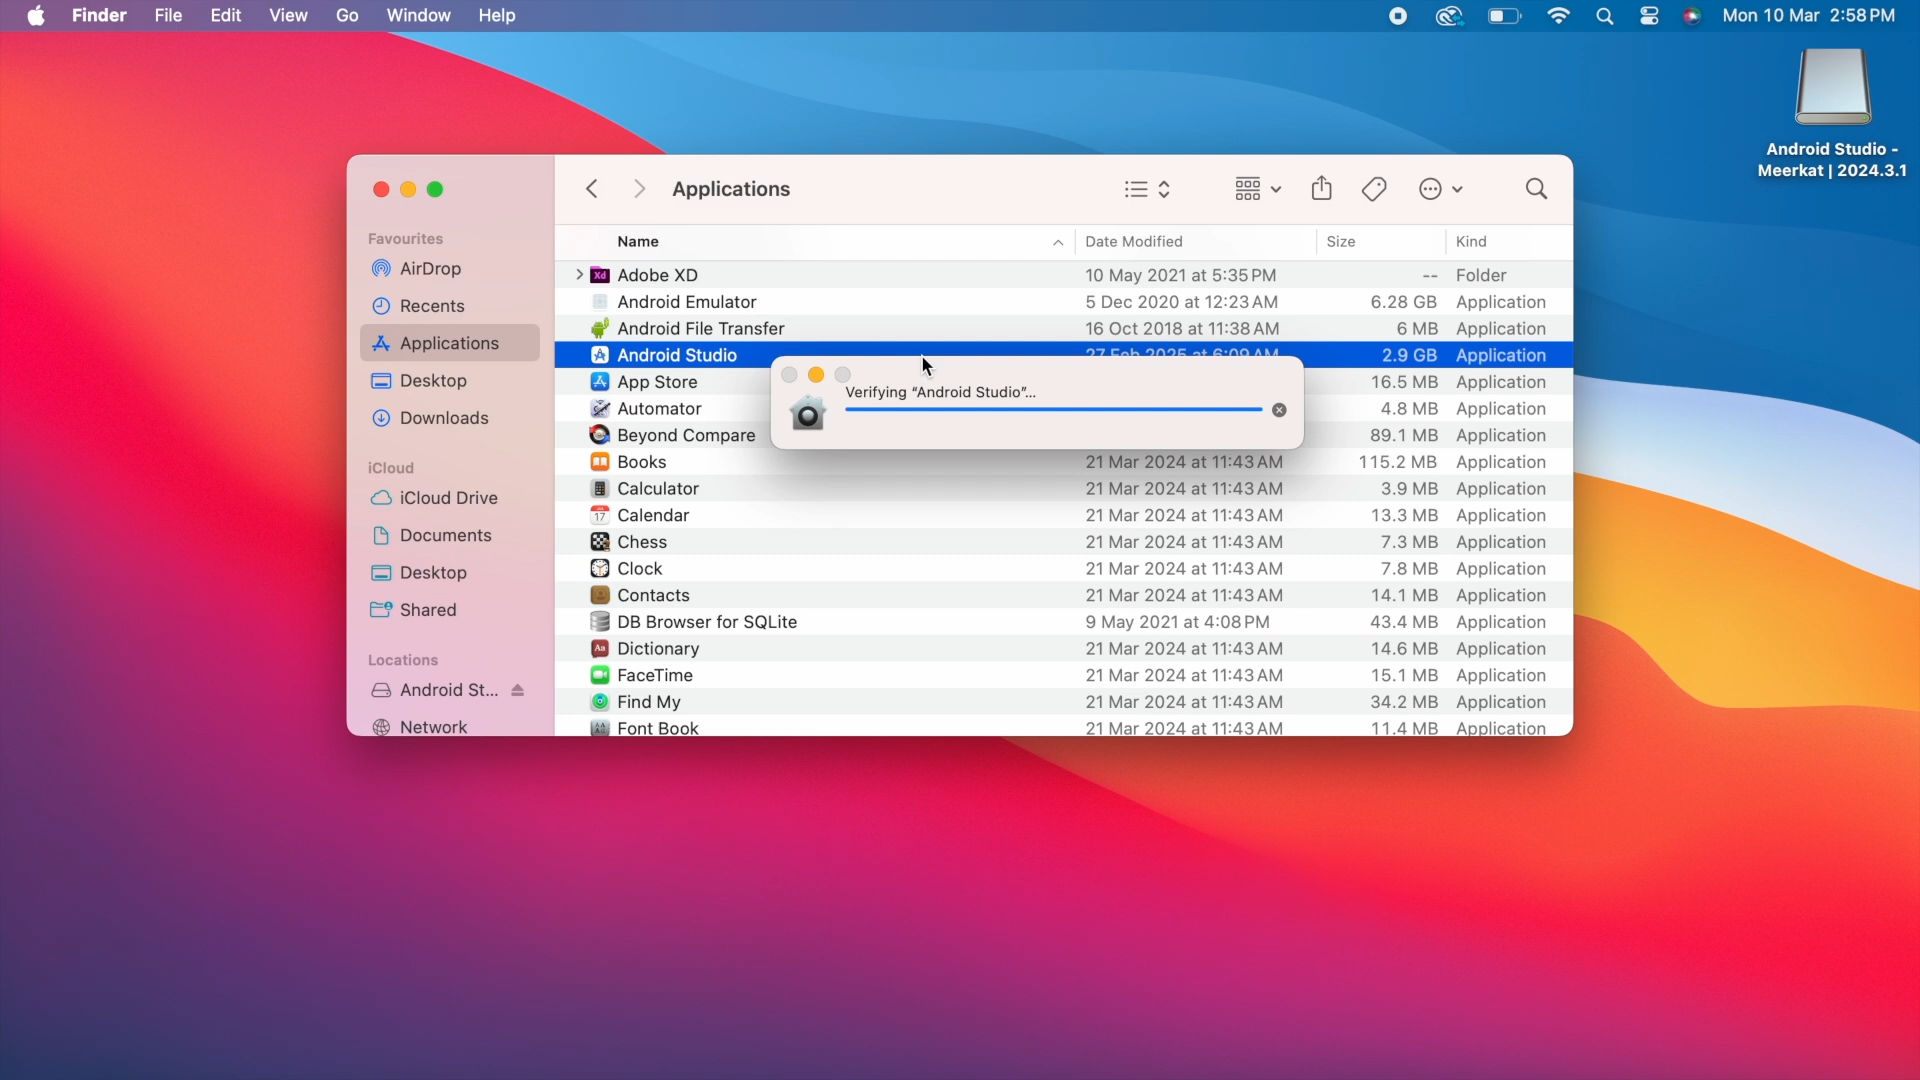 Finder File Edit View Go Window Help Mon 10 Mar 2:58 PM
Android Studio -
Meerkat | 2024.3.1
Applications
Favourites
AirDrop
Recents
Applications
Desktop
Downloads
iCloud
iCloud Drive
Documents
Desktop
Shared
Locations
Android St...
Network
Name Date Modified Size Kind
Xd Adobe XD 10 May 2021 at 5:35 PM -- Folder
Android Emulator 5 Dec 2020 at 12:23 AM 6.28 GB Application
Android File Transfer 16 Oct 2018 at 11:38 AM 6 MB Application
Android Studio 27 Feb 2025 at 6:09 AM 2.9 GB Application
App Store 16.5 MB Application
Automator 4.8 MB Application
Beyond Compare 89.1 MB Application
Verifying “Android Studio”...
Books 21 Mar 2024 at 11:43 AM 115.2 MB Application
Calculator 21 Mar 2024 at 11:43 AM 3.9 MB Application
17 Calendar 21 Mar 2024 at 11:43 AM 13.3 MB Application
Chess 21 Mar 2024 at 11:43 AM 7.3 MB Application
Clock 21 Mar 2024 at 11:43 AM 7.8 MB Application
Contacts 21 Mar 2024 at 11:43 AM 14.1 MB Application
DB Browser for SQLite 9 May 2021 at 4:08 PM 43.4 MB Application
Aa Dictionary 21 Mar 2024 at 11:43 AM 14.6 MB Application
FaceTime 21 Mar 2024 at 11:43 AM 15.1 MB Application
Find My 21 Mar 2024 at 11:43 AM 34.2 MB Application
Font Book 21 Mar 2024 at 11:43 AM 11.4 MB Application